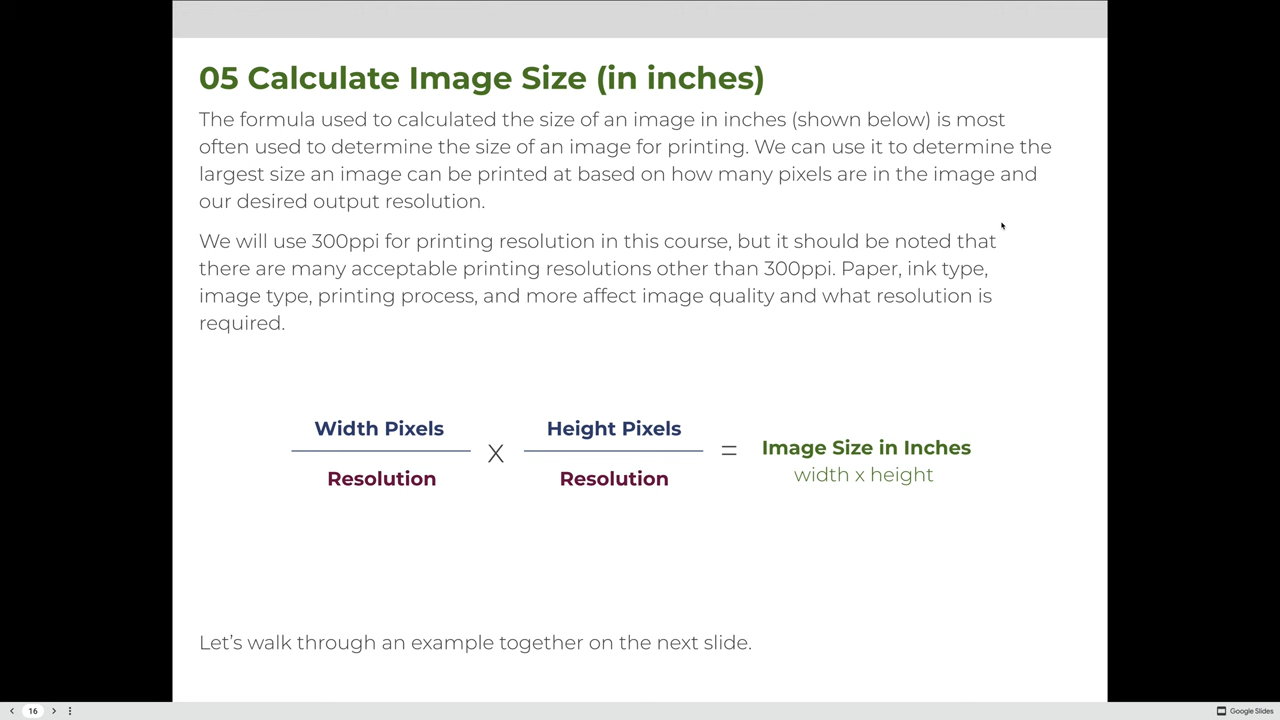 05 Calculate Image Size (in inches)
The formula used to calculated the size of an image in inches (shown below) is most
often used to determine the size of an image for printing. We can use it to determine the
largest size an image can be printed at based on how many pixels are in the image and
our desired output resolution.
We will use 300ppi for printing resolution in this course, but it should be noted that
there are many acceptable printing resolutions other than 300ppi. Paper, ink type,
image type, printing process, and more affect image quality and what resolution is
required.
Width Pixels
Resolution
X
Height Pixels
Resolution
=
Image Size in Inches
width x height
Let's walk through an example together on the next slide.
16
Google Slides